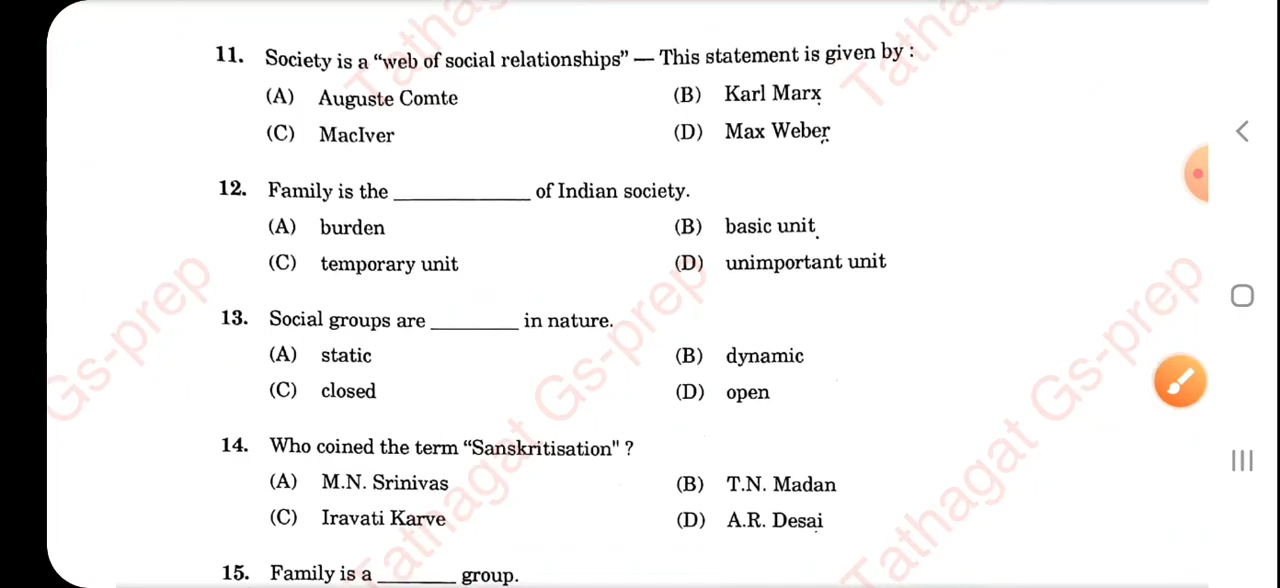 11. Society is a “web of social relationships” — This statement is given by :
(A) Auguste Comte (B) Karl Marx
(C) MacIver (D) Max Weber
12. Family is the __________ of Indian society.
(A) burden (B) basic unit
(C) temporary unit (D) unimportant unit
13. Social groups are ________ in nature.
(A) static (B) dynamic
(C) closed (D) open
14. Who coined the term “Sanskritisation" ?
(A) M.N. Srinivas (B) T.N. Madan
(C) Iravati Karve (D) A.R. Desai
15. Family is a _______ group.
Tathagat Gs-prep
Tathagat Gs-prep
Gs-prep